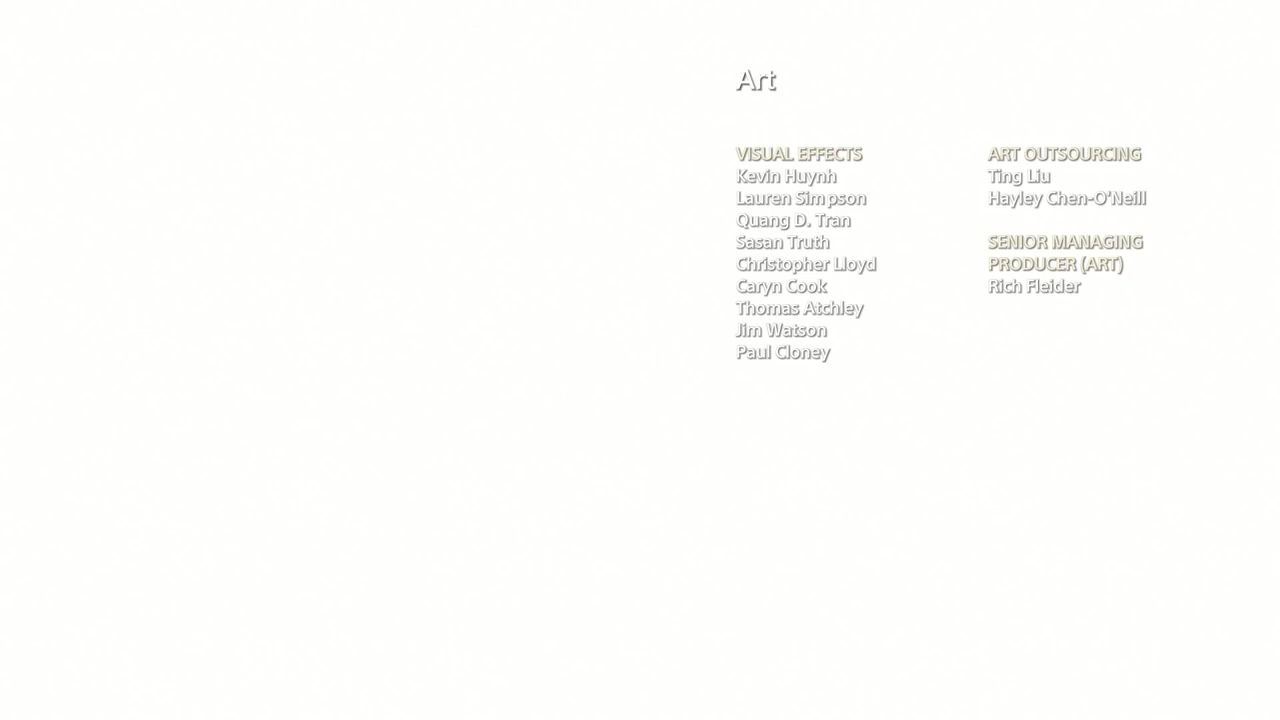 Art
VISUAL EFFECTS
Kevin Huynh
Lauren Simpson
Quang D. Tran
Sasan Truth
Christopher Lloyd
Caryn Cook
Thomas Atchley
Jim Watson
Paul Cloney
ART OUTSOURCING
Ting Liu
Hayley Chen-O'Neill
SENIOR MANAGING
PRODUCER (ART)
Rich Fleider